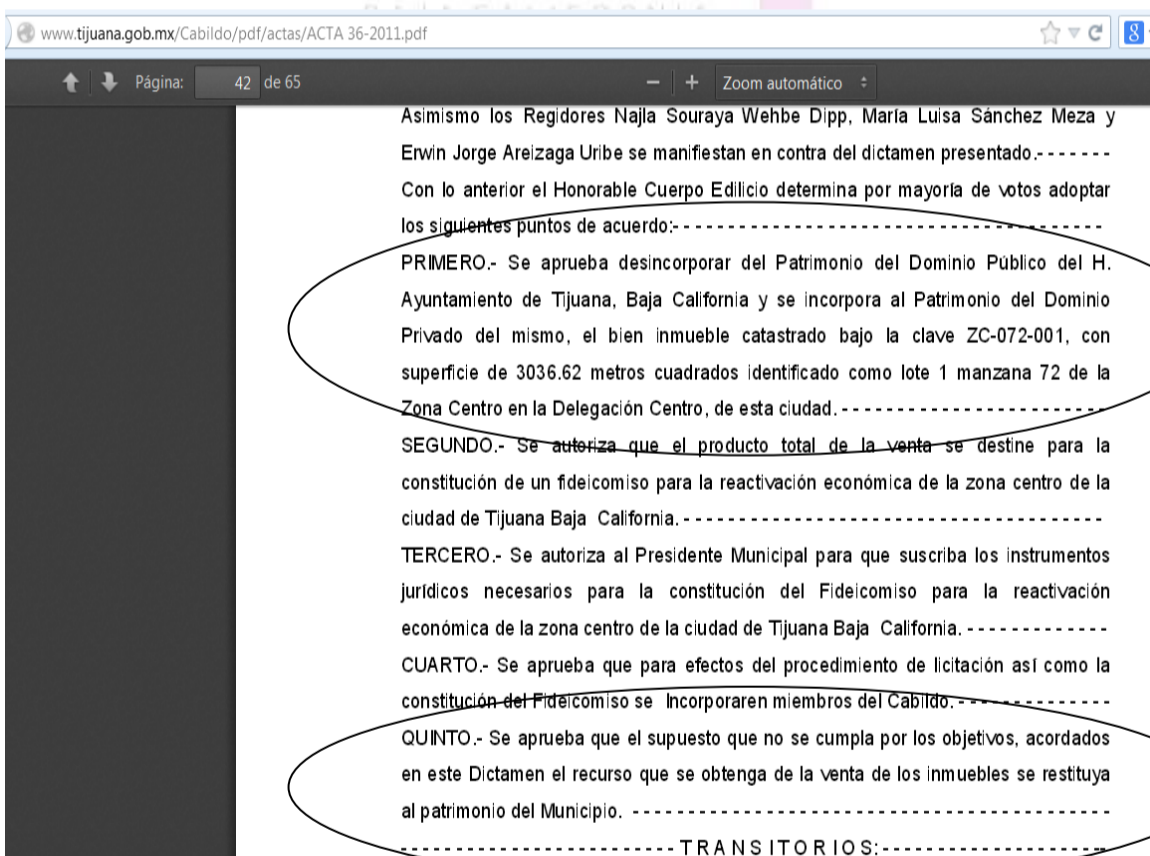 www.tijuana.gob.mx/Cabildo/pdf/actas/ACTA 36-2011.pdf
8
Página: 42 de 65 Zoom automático
Asimismo los Regidores Najla Souraya Wehbe Dipp, María Luisa Sánchez Meza y
Erwin Jorge Areizaga Uribe se manifiestan en contra del dictamen presentado.-------
Con lo anterior el Honorable Cuerpo Edilicio determina por mayoría de votos adoptar
los siguientes puntos de acuerdo:-----------------------------------
PRIMERO.- Se aprueba desincorporar del Patrimonio del Dominio Público del H.
Ayuntamiento de Tijuana, Baja California y se incorpora al Patrimonio del Dominio
Privado del mismo, el bien inmueble catastrado bajo la clave ZC-072-001, con
superficie de 3036.62 metros cuadrados identificado como lote 1 manzana 72 de la
Zona Centro en la Delegación Centro, de esta ciudad.----------------------
SEGUNDO.- Se autoriza que el producto total de la venta se destine para la
constitución de un fideicomiso para la reactivación económica de la zona centro de la
ciudad de Tijuana Baja California.-----------------------------------
TERCERO.- Se autoriza al Presidente Municipal para que suscriba los instrumentos
jurídicos necesarios para la constitución del Fideicomiso para la reactivación
económica de la zona centro de la ciudad de Tijuana Baja California.------------
CUARTO.- Se aprueba que para efectos del procedimiento de licitación así como la
constitución del Fideicomiso se Incorporaren miembros del Cabildo.-------------
QUINTO.- Se aprueba que el supuesto que no se cumpla por los objetivos, acordados
en este Dictamen el recurso que se obtenga de la venta de los inmuebles se restituya
al patrimonio del Municipio. -----------------------------------------
----------------------- T R A N S I T O R I O S:--------------------